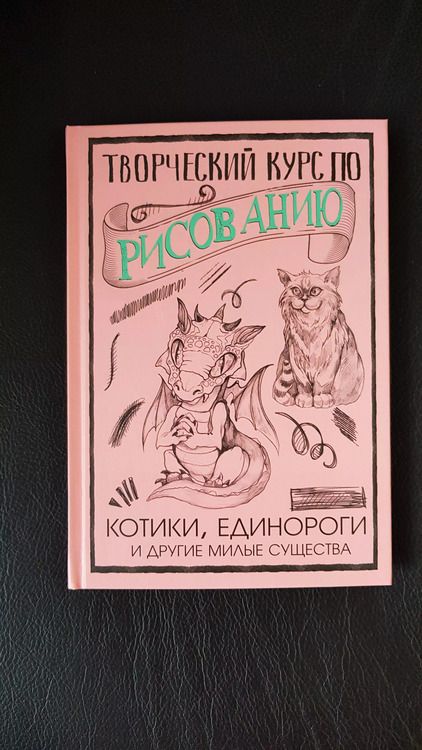 ТВОРЧЕСКИЙ КУРС ПО
РИСОВАНИЮ
КОТИКИ, ЕДИНОРОГИ
И ДРУГИЕ МИЛЫЕ СУЩЕСТВА